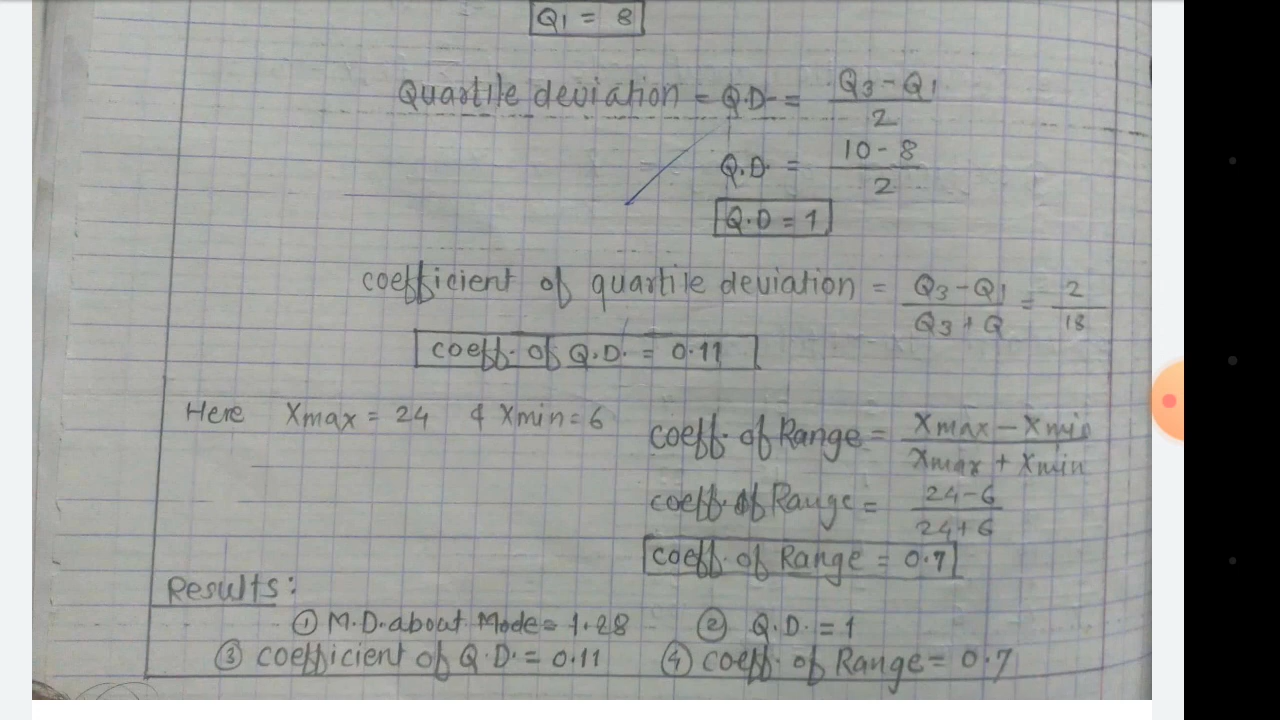 Q1 = 8
Quartile deviation = Q.D. = Q3 - Q1 / 2
Q.D. = 10 - 8 / 2
Q.D = 1
coefficient of quartile deviation = Q3 - Q1 / Q3 + Q = 2 / 18
coeff. of Q.D. = 0.11
Here Xmax = 24 & Xmin = 6
coeff. of Range = Xmax - Xmin / Xmax + Xmin
coeff. of Range = 24 - 6 / 24 + 6
coeff. of Range = 0.7
Results:
① M.D. about Mode = 1.28 ② Q.D. = 1
③ coefficient of Q.D. = 0.11 ④ coeff. of Range = 0.7